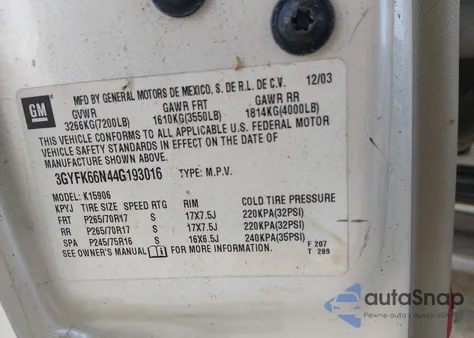 GM
MFD BY GENERAL MOTORS DE MEXICO, S. DE R.L. DE C.V. 12/03
GVWR GAWR FRT GAWR RR
3266KG(7200LB) 1610KG(3550LB) 1814KG(4000LB)
THIS VEHICLE CONFORMS TO ALL APPLICABLE U.S. FEDERAL MOTOR
VEHICLE SAFETY STANDARDS IN EFFECT ON THE DATE OF
MANUFACTURE SHOWN ABOVE.
3GYFK66N44G193016 TYPE: M.P.V.
MODEL: K15906
KPYJ TIRE SIZE SPEED RTG RIM COLD TIRE PRESSURE
FRT P265/70R17 S 17X7.5J 220KPA(32PSI)
RR P265/70R17 S 17X7.5J 220KPA(32PSI)
SPA P245/75R16 S 16X6.5J 240KPA(35PSI)
SEE OWNER'S MANUAL FOR MORE INFORMATION. F 207
T 289
autoSnap
Pewne auto z aukcji USA